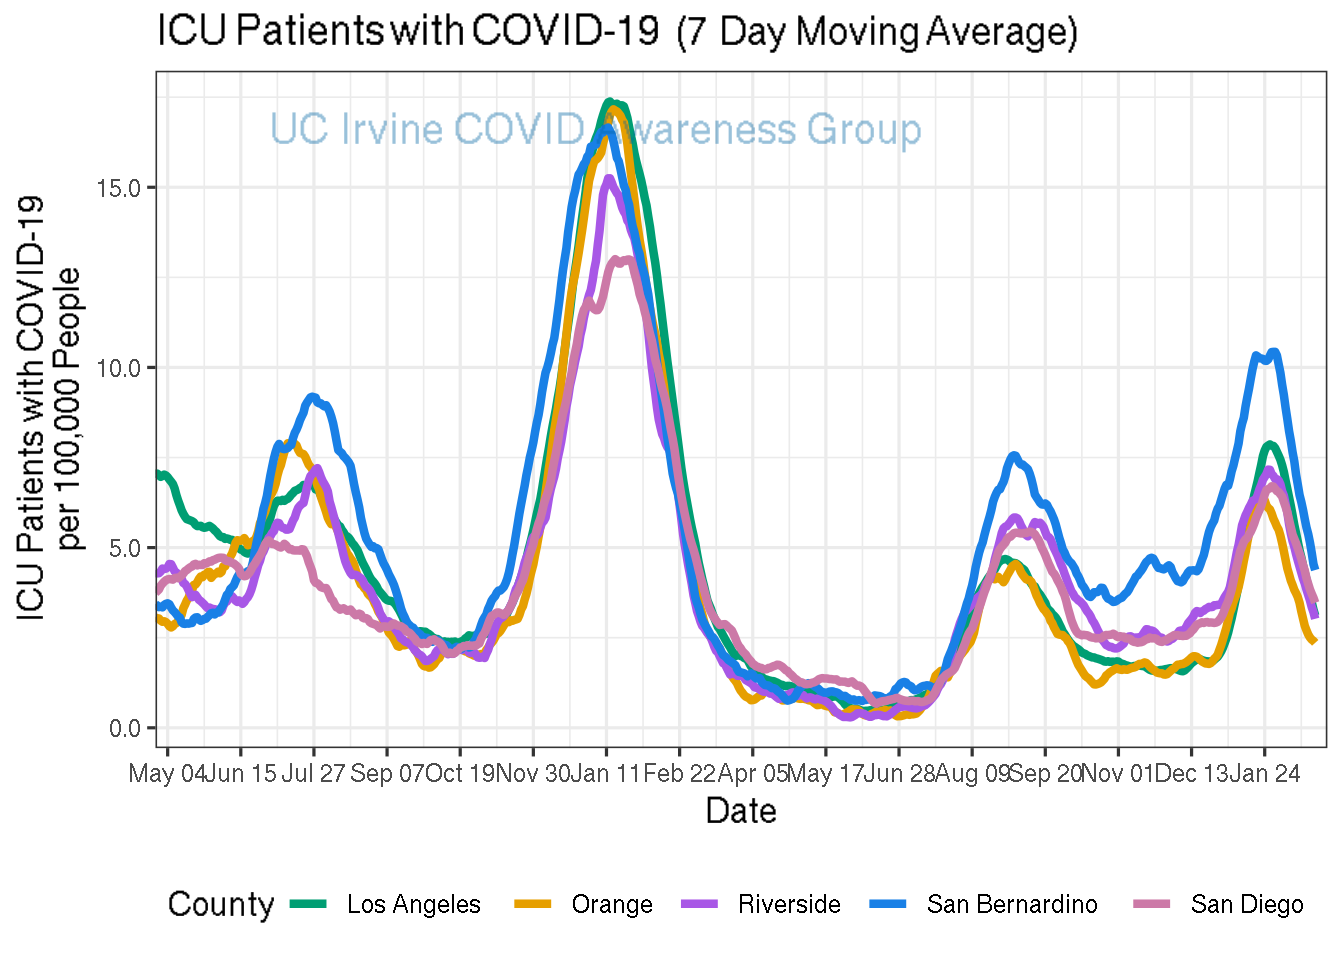 ICU Patients with COVID-19 (7 Day Moving Average)
UC Irvine COVID Awareness Group
ICU Patients with COVID-19
per 100,000 People
15.0
10.0
5.0
0.0
May 04 Jun 15 Jul 27 Sep 07 Oct 19 Nov 30 Jan 11 Feb 22 Apr 05 May 17 Jun 28 Aug 09 Sep 20 Nov 01 Dec 13 Jan 24
Date
County Los Angeles Orange Riverside San Bernardino San Diego